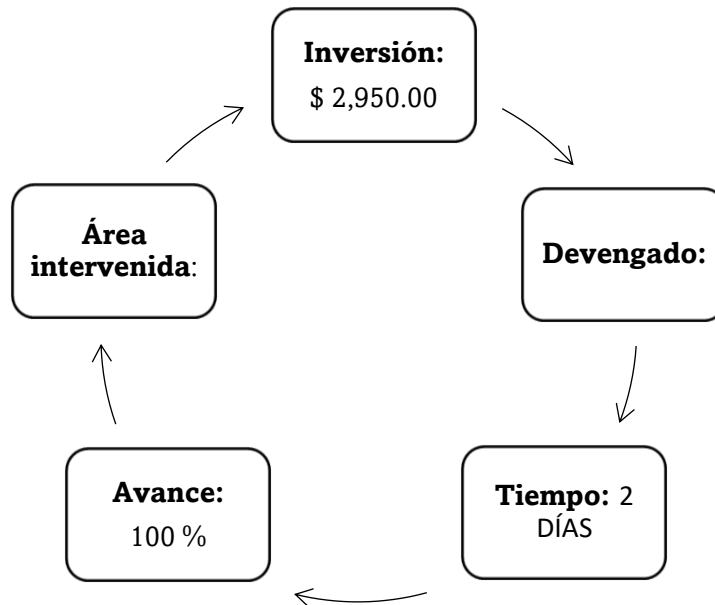 Inversión:
$ 2,950.00
Devengado:
Tiempo: 2
DÍAS
Avance:
100 %
Área
intervenida: